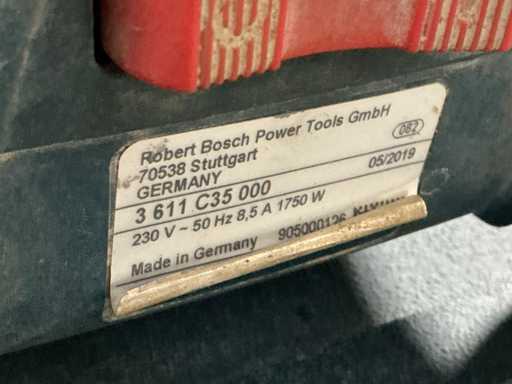 Robert Bosch Power Tools GmbH
70538 Stuttgart 082
GERMANY 05/2019
3 611 C35 000
230 V ~ 50 Hz 8,5 A 1750 W
Made in Germany 905000126